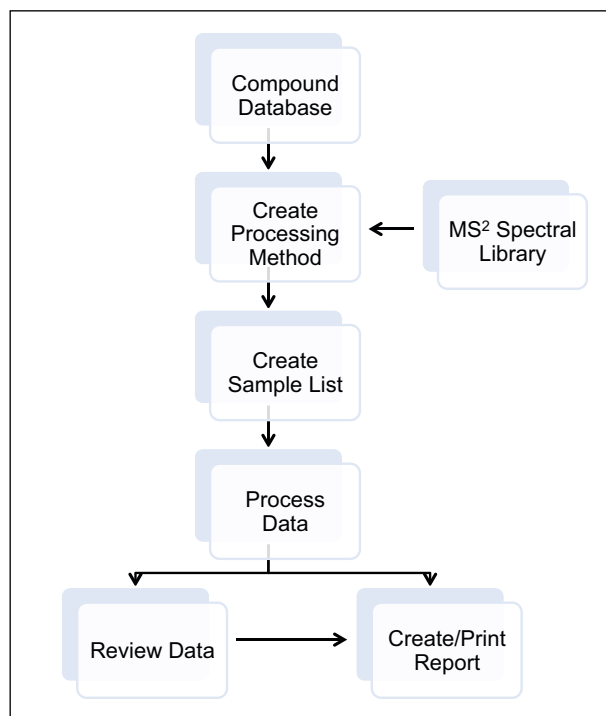 Compound
Database
Create
Processing
Method
MS² Spectral
Library
Create
Sample List
Process
Data
Review Data
Create/Print
Report